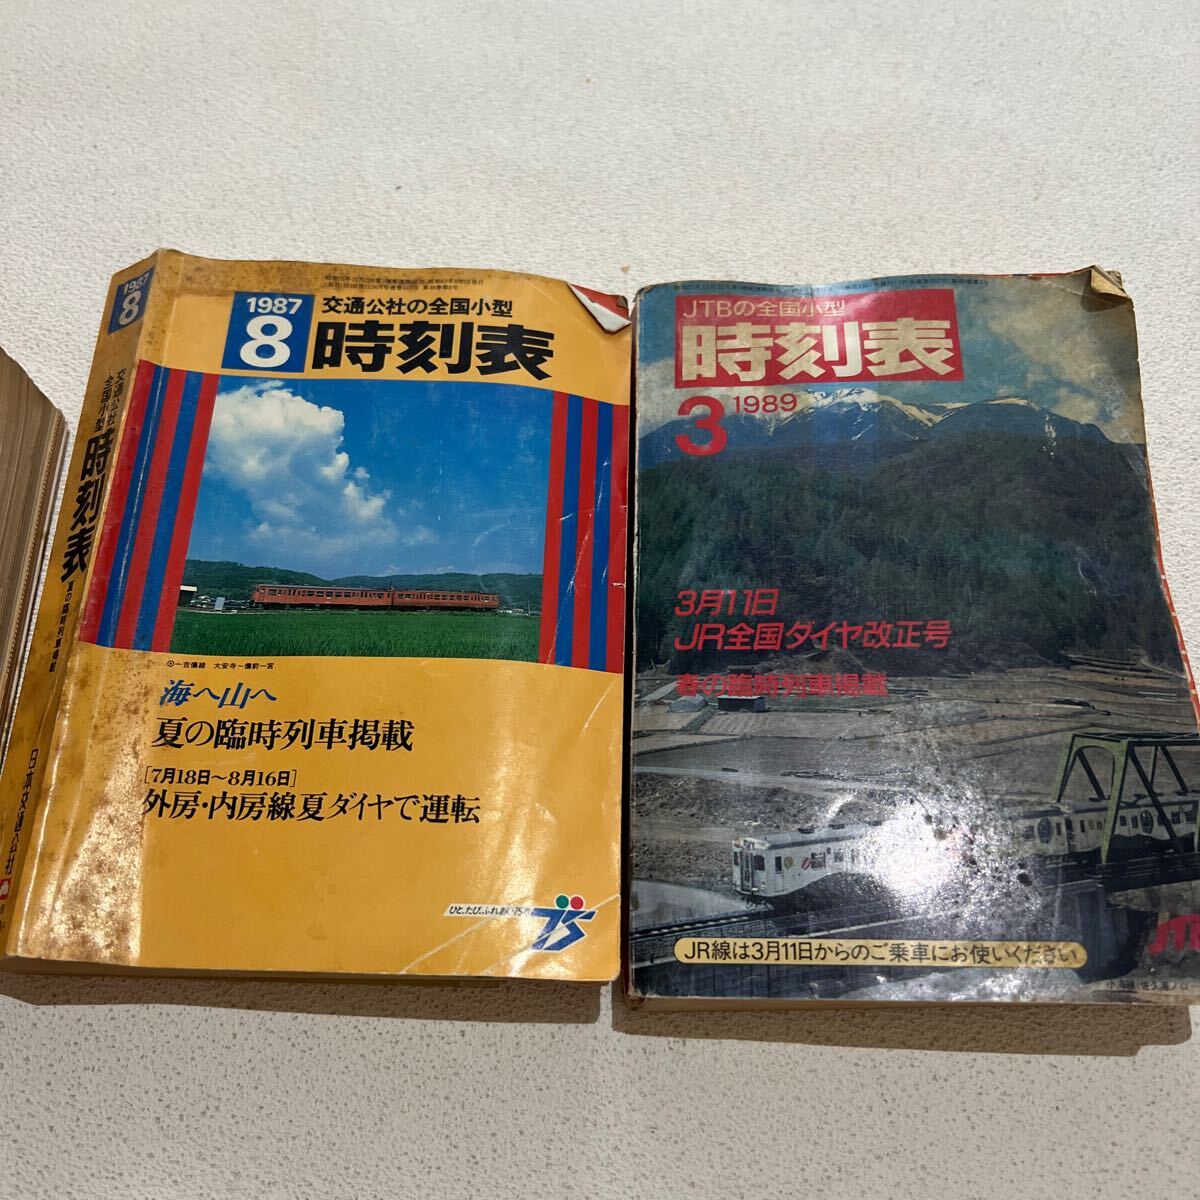 1987
8
交通公社の
全国小型
時刻表
夏の臨時列車掲載
日本交通公社
1987
8
交通公社の全国小型
時刻表
吉備線 大安寺〜備前一宮
海へ山へ
夏の臨時列車掲載
[7月18日〜8月16日]
外房・内房線夏ダイヤで運転
ひと、たび、ふれあい75年
75
JTBの全国小型
時刻表
3
1989
3月11日
JR全国ダイヤ改正号
春の臨時列車掲載
JR線は3月11日からのご乗車にお使いください